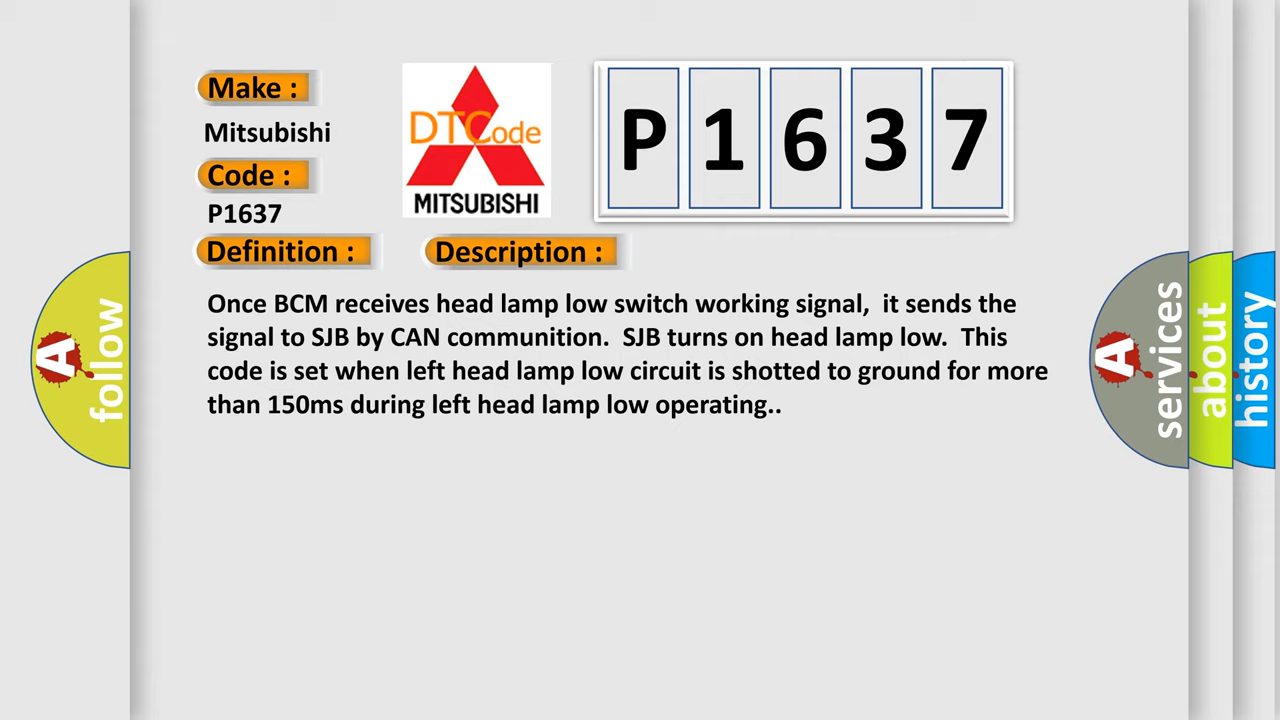 Make :
Mitsubishi
Code :
P1637
DTCode
MITSUBISHI
P 1 6 3 7
Definition :
Description :
Once BCM receives head lamp low switch working signal, it sends the
signal to SJB by CAN communition SJB turns on head lamp low This
code is set when left head lamp low circuit is shotted to ground for more
than 150ms during left head lamp low operating..
A follow
A services
about
history